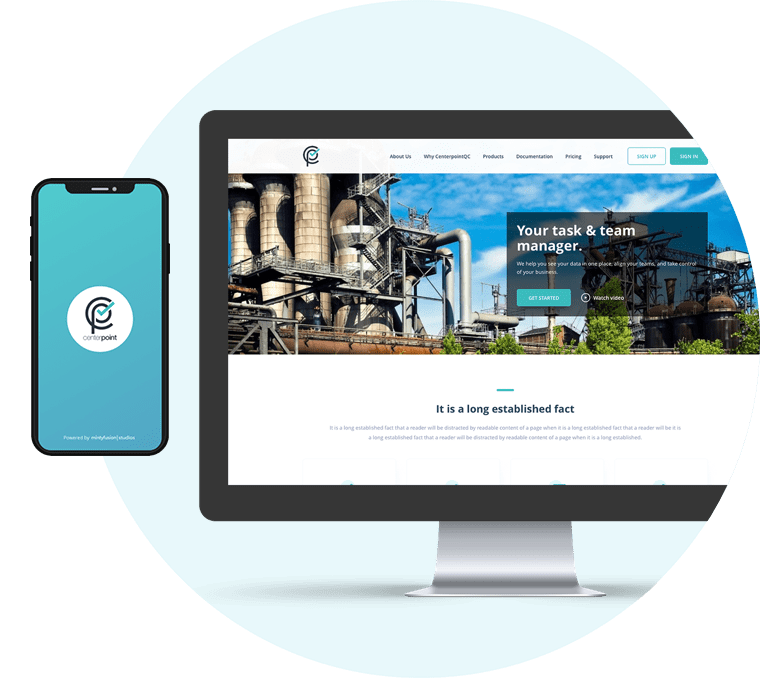 About Us Why CenterpointQC Products Documentation Pricing Support SIGN UP SIGN IN
Your task & team
manager.
We help you see your data in one place, align your teams, and take control
of your business.
GET STARTED Watch video
It is a long established fact
It is a long established fact that a reader will be distracted by readable content of a page when it is a long established fact that a reader will be it is
a long established fact that a reader will be distracted by readable content of a page when it is a long established.
centerpoint
Powered by mintyfusion|studios